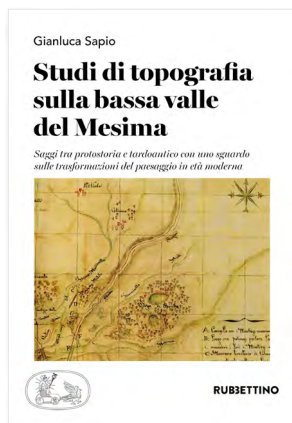 Gianluca Sapio
Studi di topografia
sulla bassa valle
del Mesima
Saggi tra protostoria e tardoantico con uno sguardo
sulle trasformazioni del paesaggio in età moderna
RUBBETTINO